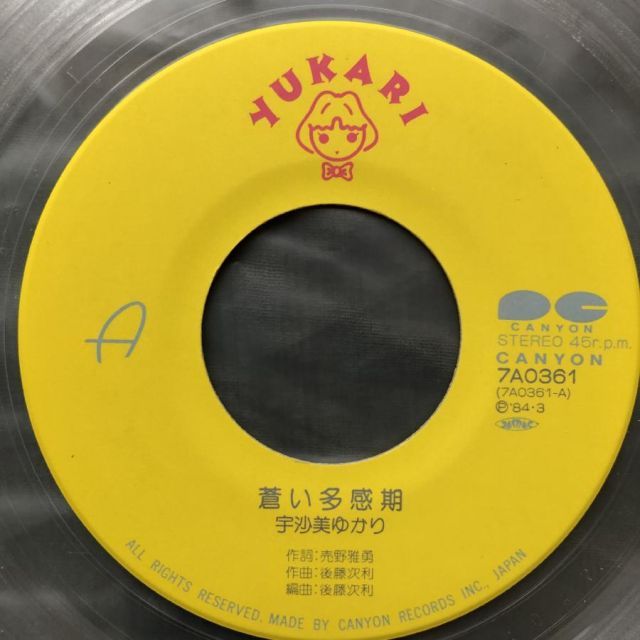 YUKARI
A
CANYON
STEREO 45r.p.m.
CANYON
7A0361
(7A0361-A)
Ⓟ'84・3
蒼い多感期
宇沙美ゆかり
作詞：売野雅勇
作曲：後藤次利
編曲：後藤次利
ALL RIGHTS RESERVED. MADE BY CANYON RECORDS INC., JAPAN